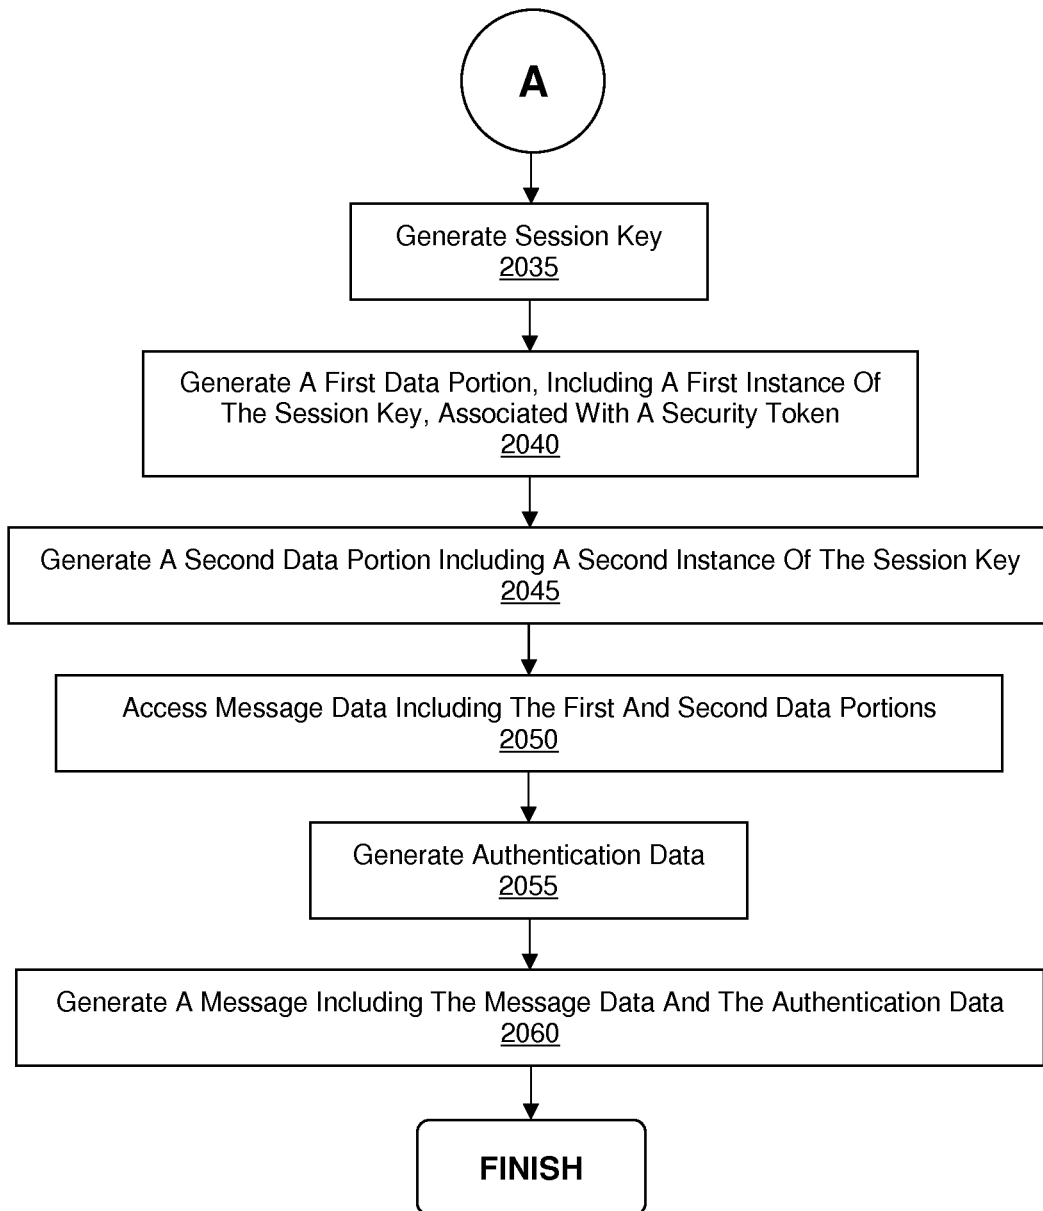 A
Generate Session Key
2035
Generate A First Data Portion, Including A First Instance Of
The Session Key, Associated With A Security Token
2040
Generate A Second Data Portion Including A Second Instance Of The Session Key
2045
Access Message Data Including The First And Second Data Portions
2050
Generate Authentication Data
2055
Generate A Message Including The Message Data And The Authentication Data
2060
FINISH